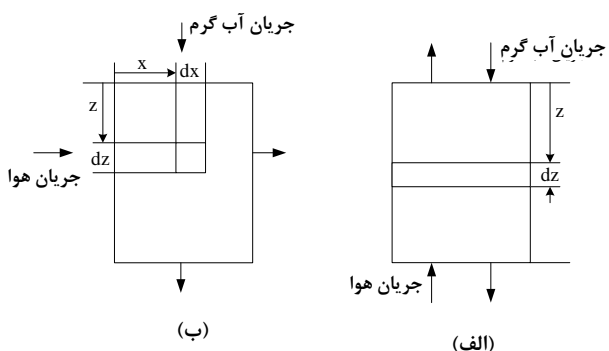 جریان آب گرم
x
dx
z
dz
جریان هوا
(ب)
جریان آب گرم
z
dz
جریان هوا
(الف)